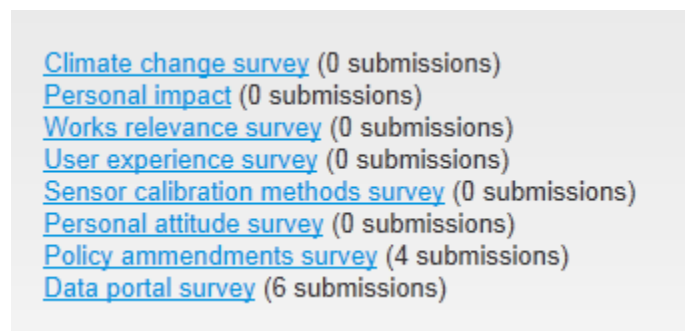 Climate change survey (0 submissions)
Personal impact (0 submissions)
Works relevance survey (0 submissions)
User experience survey (0 submissions)
Sensor calibration methods survey (0 submissions)
Personal attitude survey (0 submissions)
Policy ammendments survey (4 submissions)
Data portal survey (6 submissions)